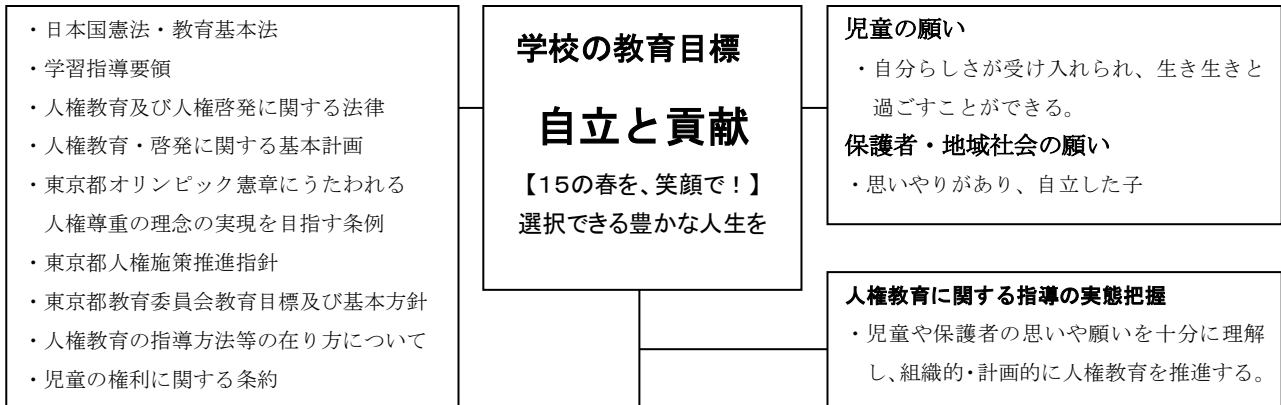 ・日本国憲法・教育基本法
・学習指導要領
・人権教育及び人権啓発に関する法律
・人権教育・啓発に関する基本計画
・東京都オリンピック憲章にうたわれる
人権尊重の理念の実現を目指す条例
・東京都人権施策推進指針
・東京都教育委員会教育目標及び基本方針
・人権教育の指導方法等の在り方について
・児童の権利に関する条約
学校の教育目標
自立と貢献
【15の春を、笑顔で！】
選択できる豊かな人生を
児童の願い
・自分らしさが受け入れられ、生き生きと
過ごすことができる。
保護者・地域社会の願い
・思いやりがあり、自立した子
人権教育に関する指導の実態把握
・児童や保護者の思いや願いを十分に理解
し、組織的・計画的に人権教育を推進する。